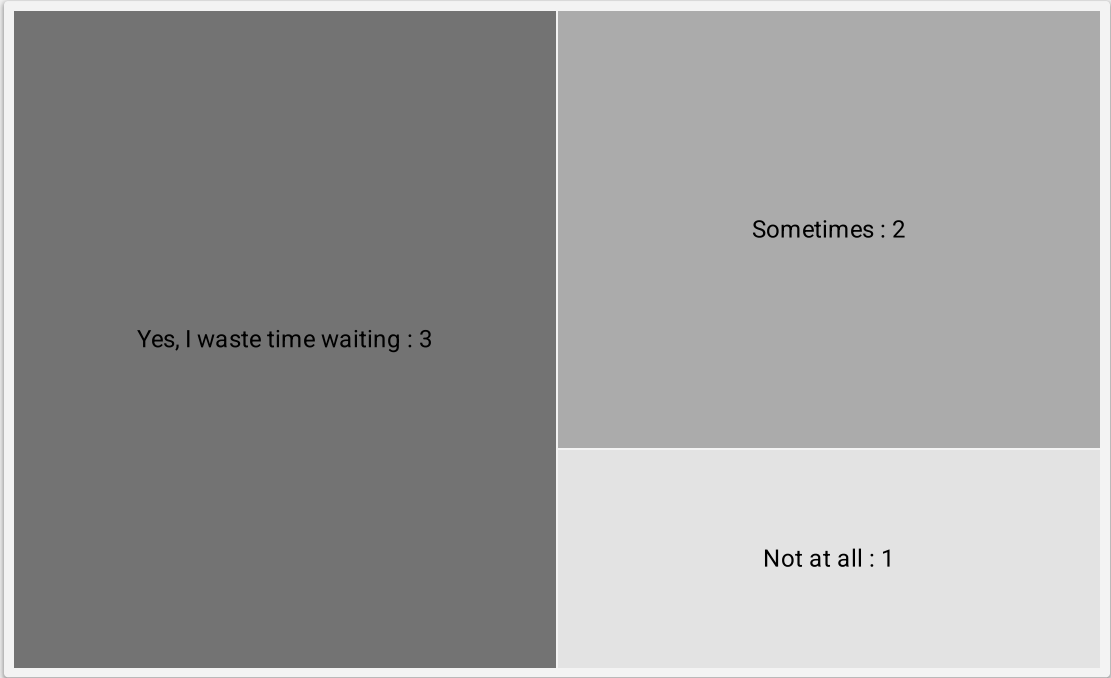 Yes, I waste time waiting : 3
Sometimes : 2
Not at all : 1